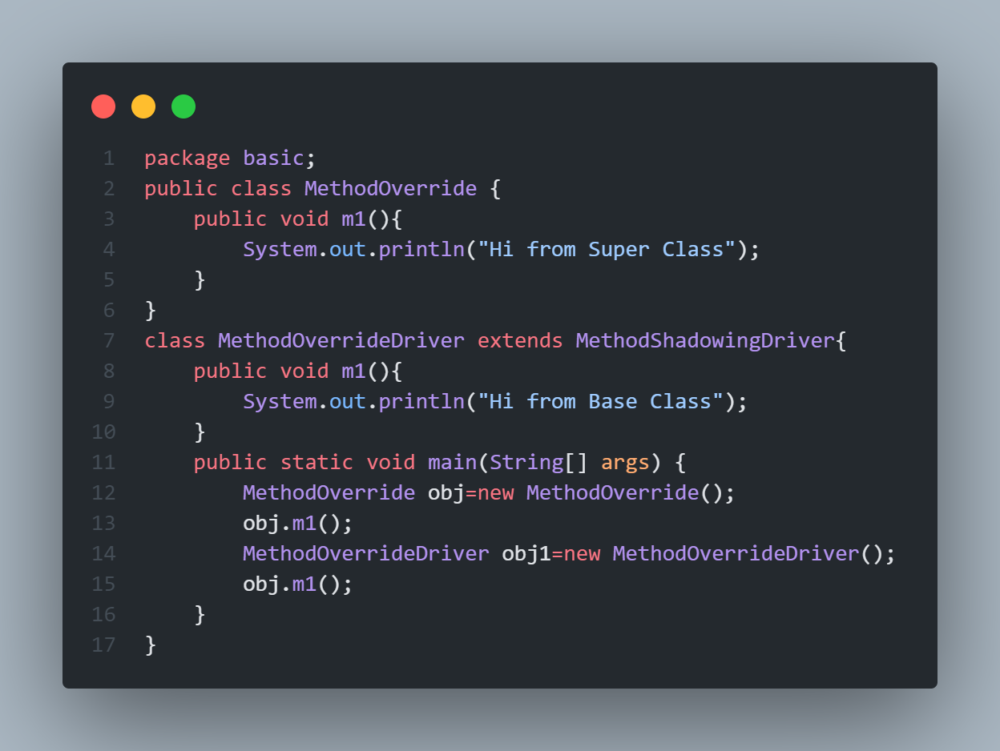 1 package basic;
2 public class MethodOverride {
3     public void m1(){
4         System.out.println("Hi from Super Class");
5     }
6 }
7 class MethodOverrideDriver extends MethodShadowingDriver{
8     public void m1(){
9         System.out.println("Hi from Base Class");
10     }
11     public static void main(String[] args) {
12         MethodOverride obj=new MethodOverride();
13         obj.m1();
14         MethodOverrideDriver obj1=new MethodOverrideDriver();
15         obj.m1();
16     }
17 }